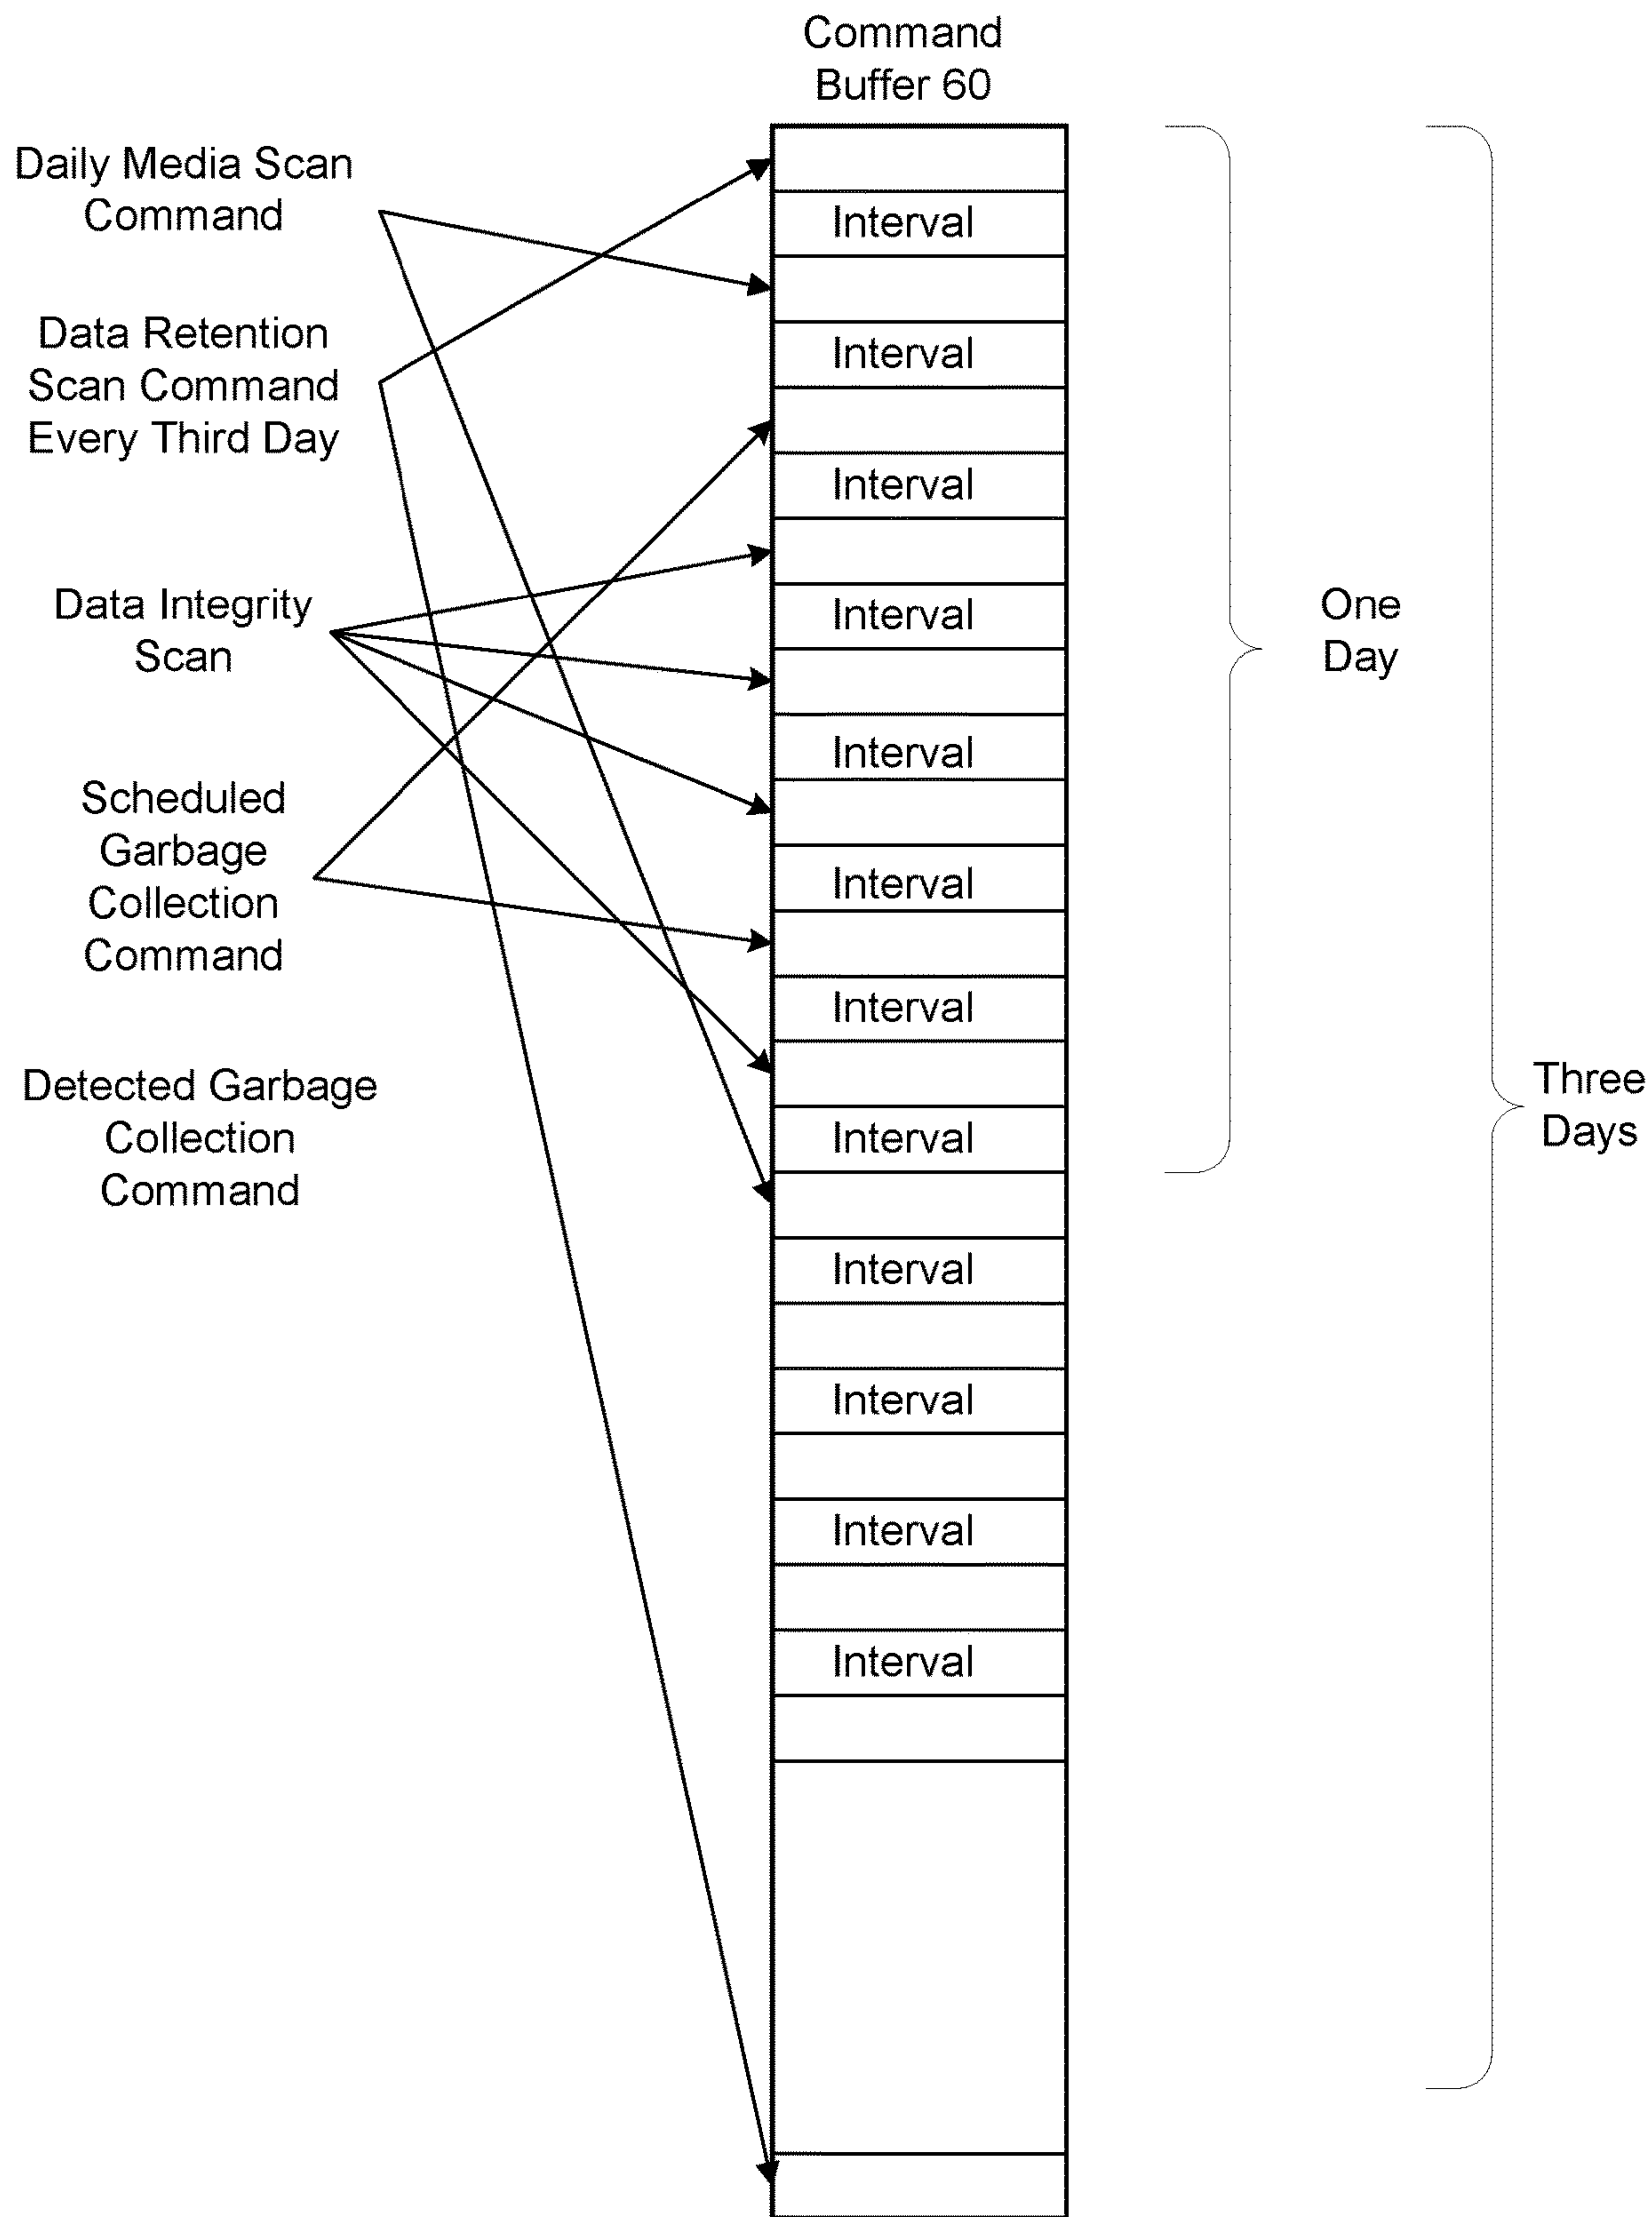 Command
Buffer 60
Daily Media Scan
Command
Data Retention
Scan Command
Every Third Day
Data Integrity
Scan
Scheduled
Garbage
Collection
Command
Detected Garbage
Collection
Command
Interval
Interval
Interval
Interval
Interval
Interval
Interval
Interval
Interval
Interval
Interval
Interval
One
Day
Three
Days